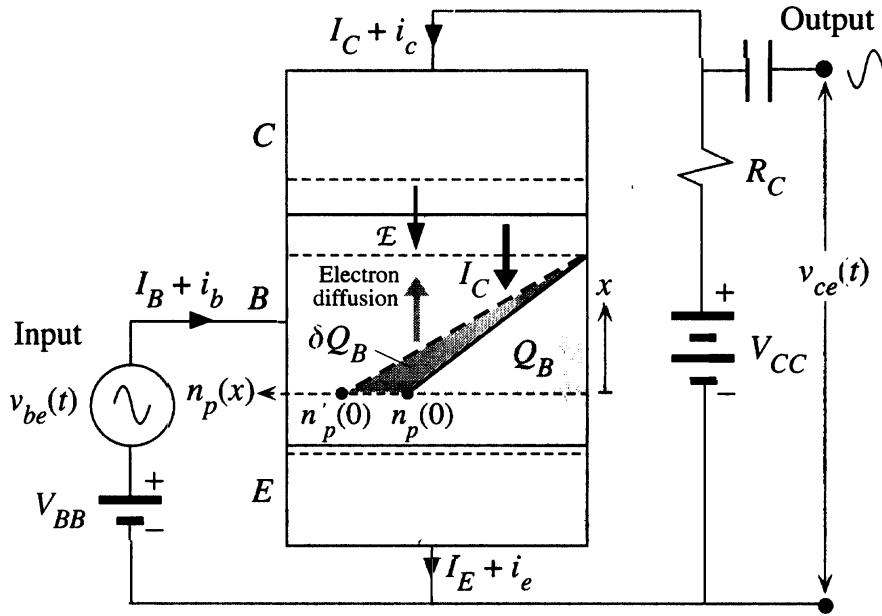 I_C + i_c
Output
C
R_C
ℰ
Electron
diffusion
I_C
x
v_ce(t)
I_B + i_b
B
Input
δQ_B
Q_B
+
V_CC
−
v_be(t)
n_p(x)
n'_p(0)
n_p(0)
+
V_BB
−
E
I_E + i_e